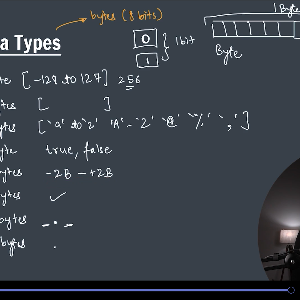 bytes (8 bits)
1 Byte
0
1
} 1 bit
Byte
a Types
te [-128 to 127] 256
tes [ ]
ytes ['a' to 'z' 'A' - 'Z' '@' '%' ',']
yte true, false
ytes -2B - +2B
ytes
bytes
bytes